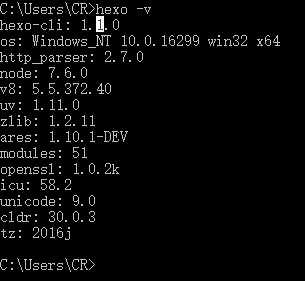 C:\Users\CR>hexo -v
hexo-cli: 1.1.0
os: Windows_NT 10.0.16299 win32 x64
http_parser: 2.7.0
node: 7.6.0
v8: 5.5.372.40
uv: 1.11.0
zlib: 1.2.11
ares: 1.10.1-DEV
modules: 51
openssl: 1.0.2k
icu: 58.2
unicode: 9.0
cldr: 30.0.3
tz: 2016j
C:\Users\CR>